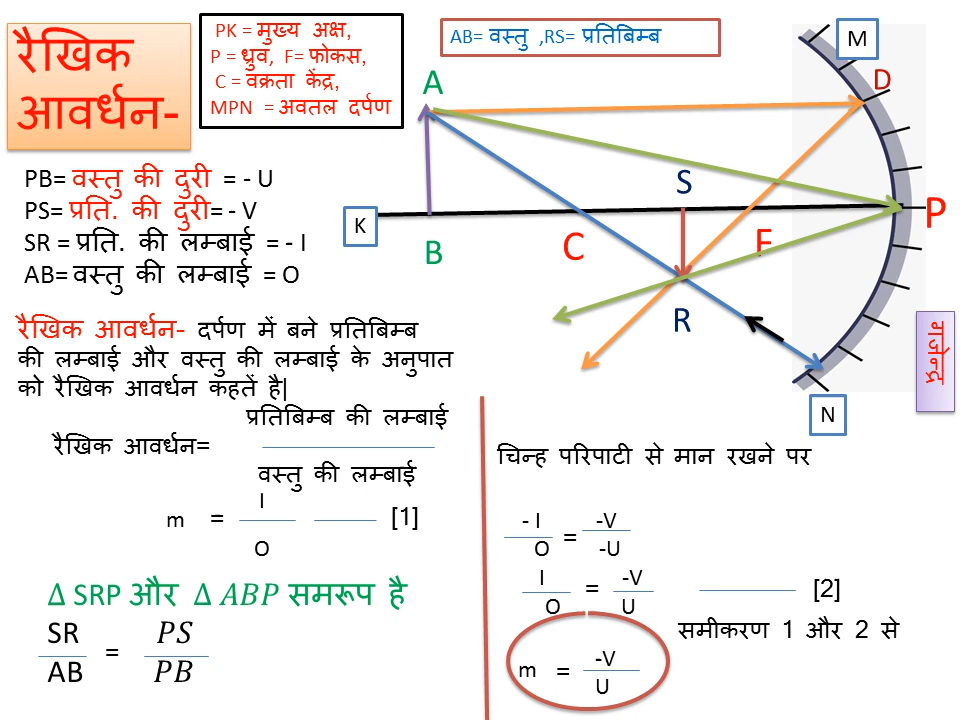 रैखिक
आवर्धन-
PK = मुख्य अक्ष,
P = ध्रुव, F= फोकस,
C = वक्रता केंद्र,
MPN = अवतल दर्पण
AB= वस्तु ,RS= प्रतिबिम्ब
M
D
A
S
P
K
B
C
F
R
N
गजेन्द्र
PB= वस्तु की दुरी = - U
PS= प्रति. की दुरी= - V
SR = प्रति. की लम्बाई = - I
AB= वस्तु की लम्बाई = O
रैखिक आवर्धन- दर्पण में बने प्रतिबिम्ब
की लम्बाई और वस्तु की लम्बाई के अनुपात
को रैखिक आवर्धन कहतें है|
प्रतिबिम्ब की लम्बाई
रैखिक आवर्धन=
वस्तु की लम्बाई
I
m = [1]
O
∆ SRP और ∆ 𝐴𝐵𝑃 समरूप है
SR 𝑃𝑆
=
AB 𝑃𝐵
चिन्ह परिपाटी से मान रखने पर
- I -V
=
O -U
I -V
= [2]
O U
समीकरण 1 और 2 से
-V
m =
U